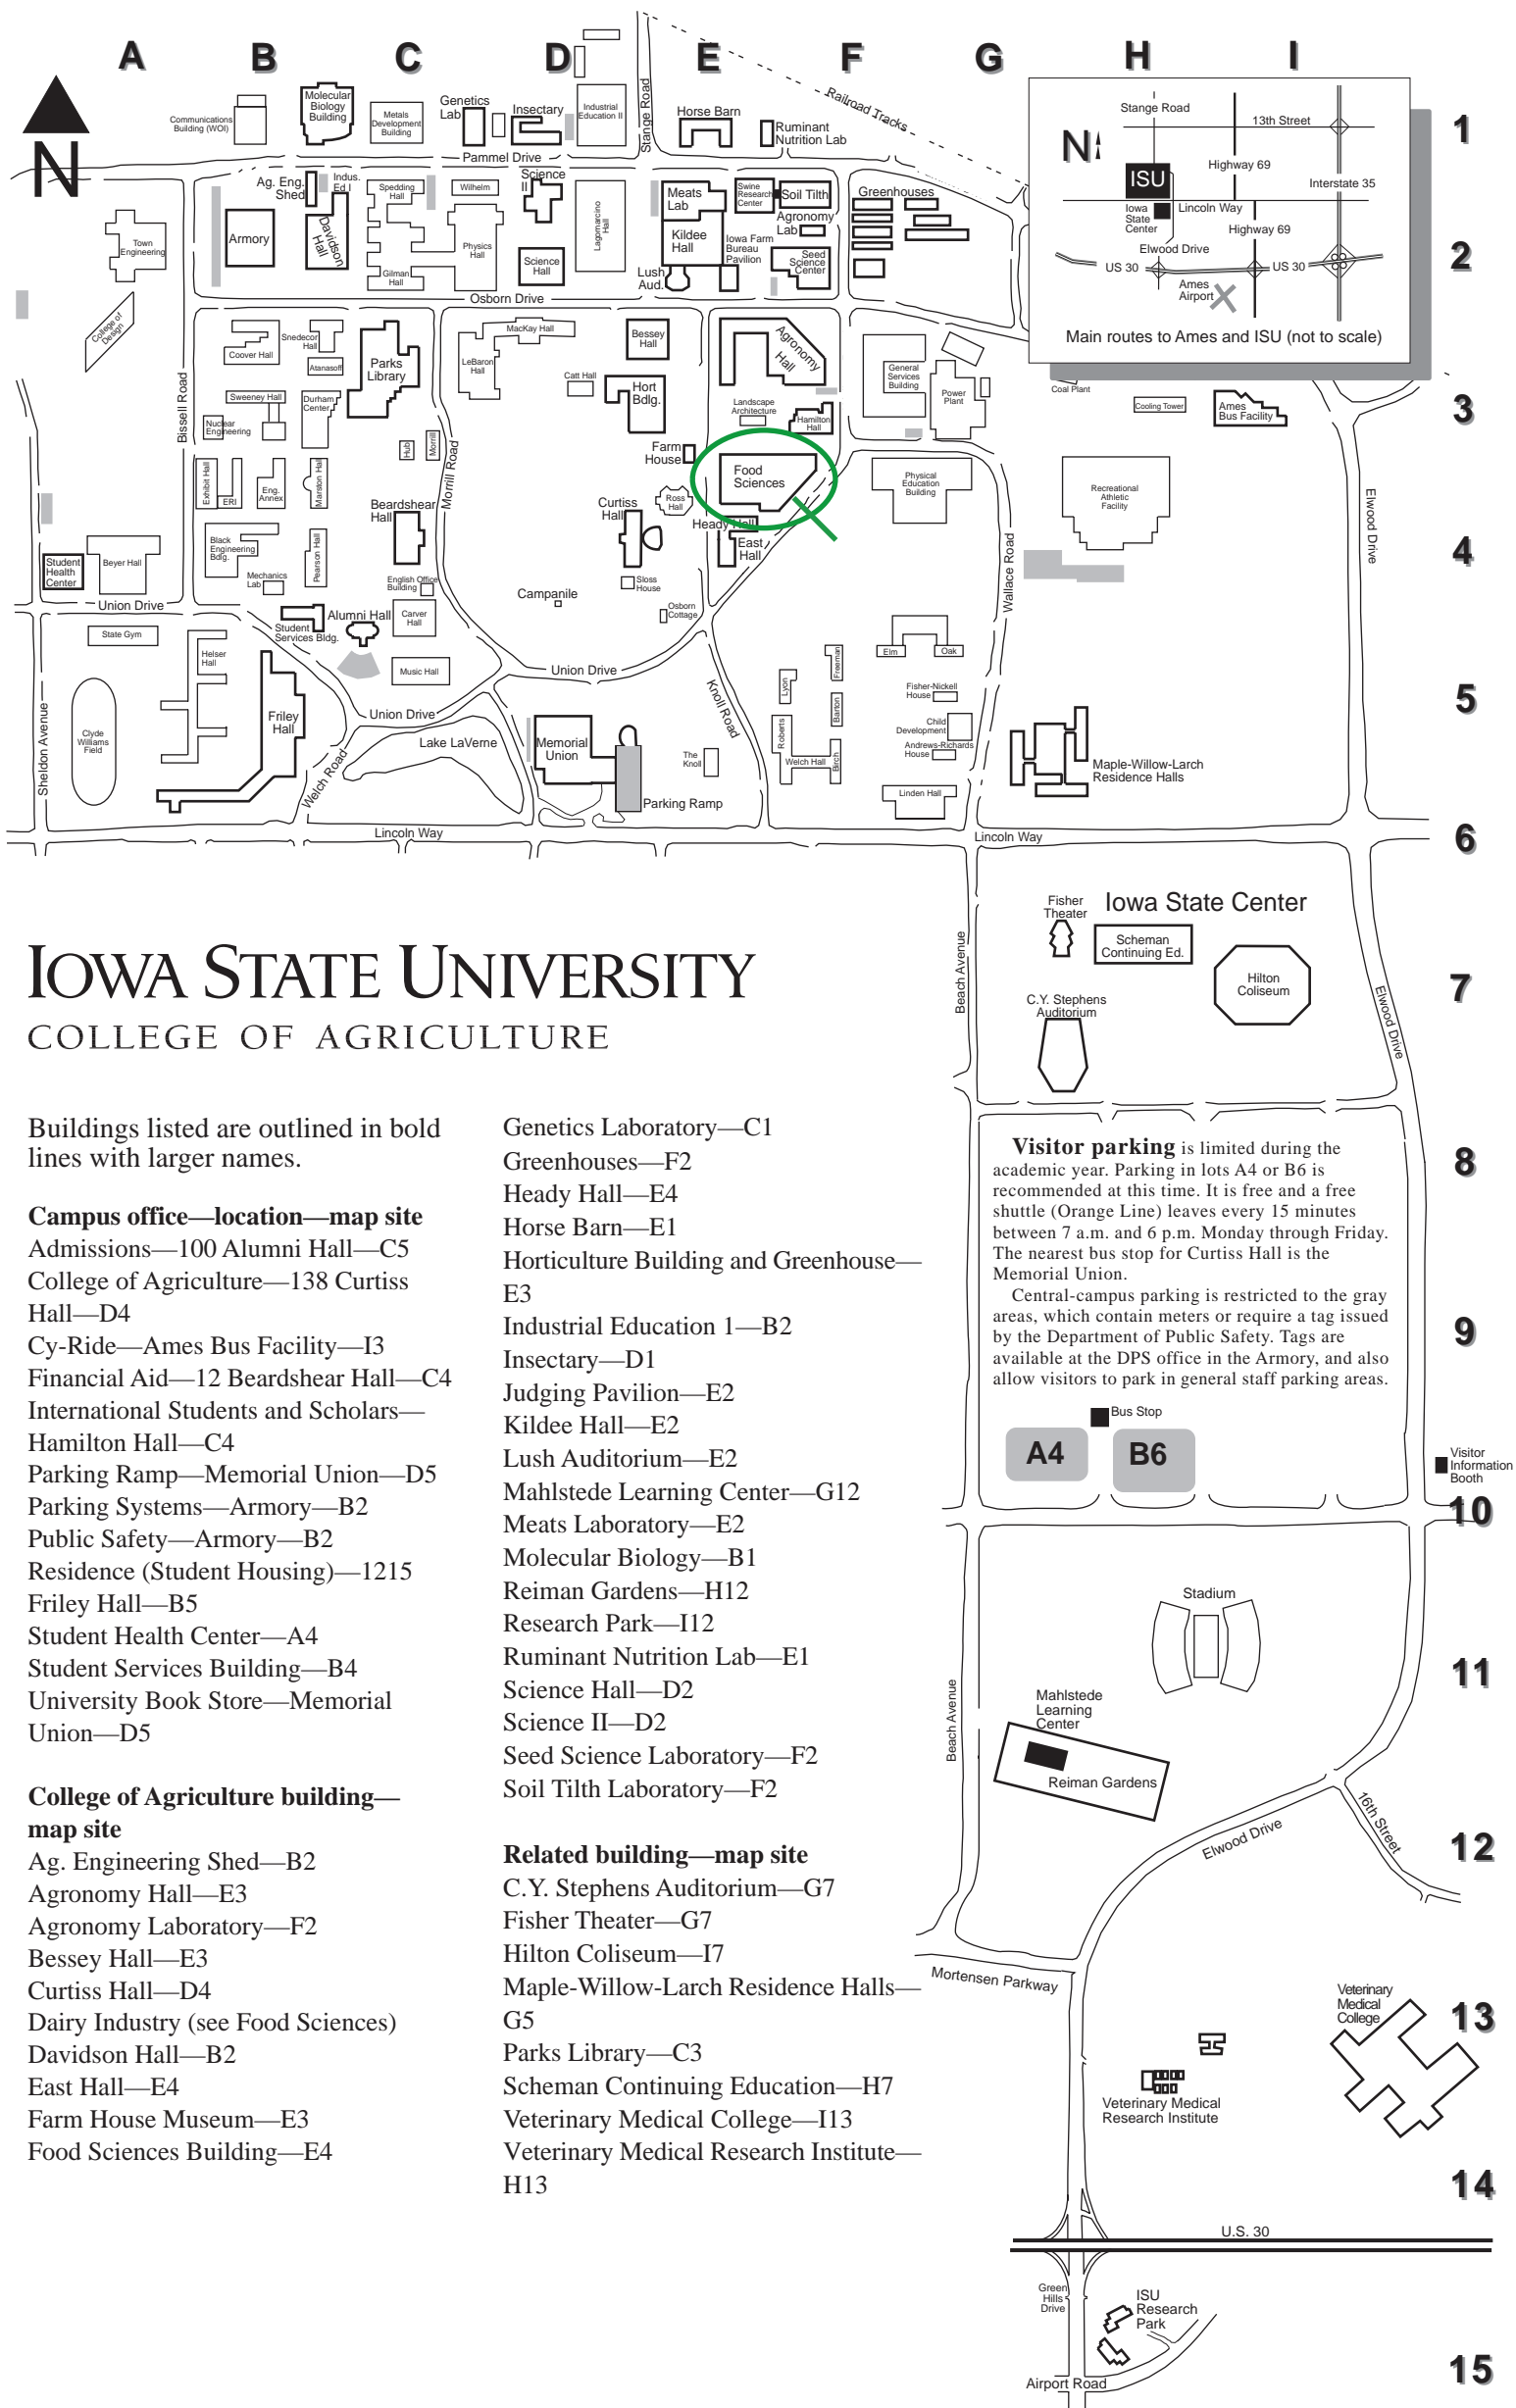 A B C D E F G H I
N
Communications
Building (WOI)
Molecular
Biology
Building
Metals
Development
Building
Genetics
Lab
Insectary
Industrial
Education II
Stange Road
Horse Barn
Ruminant
Nutrition Lab
Railroad Tracks
Stange Road
13th Street
N
Highway 69
ISU
Interstate 35
Iowa
State
Center
Lincoln Way
Highway 69
Elwood Drive
US 30
US 30
Ames
Airport
Main routes to Ames and ISU (not to scale)
1
Pammel Drive
Ag. Eng.
Shed
Indus.
Ed I
Spedding
Hall
Wilhelm
Science
II
Lagomarcino
Hall
Meats
Lab
Swine
Research
Center
Soil Tilth
Agronomy
Lab
Greenhouses
Town
Engineering
Armory
Davidson
Hall
Physics
Hall
Gilman
Hall
Science
Hall
Kildee
Hall
Iowa Farm
Bureau
Pavilion
Lush
Aud.
Seed
Science
Center
2
Osborn Drive
College of
Design
Bissell Road
Coover Hall
Snedecor
Hall
Atanasoff
Parks
Library
MacKay Hall
LeBaron
Hall
Catt Hall
Bessey
Hall
Hort
Bldg.
Agronomy
Hall
Landscape
Architecture
Hamilton
Hall
General
Services
Building
Power
Plant
Coal Plant
Cooling Tower
Ames
Bus Facility
3
Sweeney Hall
Nuclear
Engineering
Durham
Center
Hub
Morrill
Morrill Road
Farm
House
Food
Sciences
Physical
Education
Building
Recreational
Athletic
Facility
Elwood Drive
Exhibit Hall
ERI
Eng.
Annex
Marston Hall
Beardshear
Hall
Curtiss
Hall
Ross
Hall
Heady Hall
East
Hall
Wallace Road
4
Student
Health
Center
Beyer Hall
Black
Engineering
Bldg.
Mechanics
Lab
Pearson Hall
English Office
Building
Campanile
Sloss
House
Osborn
Cottage
Union Drive
State Gym
Student
Services Bldg.
Alumni Hall
Carver
Hall
Helser
Hall
Music Hall
Union Drive
Elm
Oak
Freeman
Lyon
Barton
Fisher-Nickell
House
5
Sheldon Avenue
Clyde
Williams
Field
Friley
Hall
Union Drive
Welch Road
Lake LaVerne
Memorial
Union
Knoll Road
The
Knoll
Roberts
Welch Hall
Birch
Child
Development
Andrews-Richards
House
Linden Hall
Maple-Willow-Larch
Residence Halls
Parking Ramp
Lincoln Way
Lincoln Way
6
Fisher
Theater
Iowa State Center
Scheman
Continuing Ed.
Hilton
Coliseum
C.Y. Stephens
Auditorium
Beach Avenue
Elwood Drive
7
IOWA STATE UNIVERSITY
COLLEGE OF AGRICULTURE
Buildings listed are outlined in bold
lines with larger names.
Campus office—location—map site
Admissions—100 Alumni Hall—C5
College of Agriculture—138 Curtiss
Hall—D4
Cy-Ride—Ames Bus Facility—I3
Financial Aid—12 Beardshear Hall—C4
International Students and Scholars—
Hamilton Hall—C4
Parking Ramp—Memorial Union—D5
Parking Systems—Armory—B2
Public Safety—Armory—B2
Residence (Student Housing)—1215
Friley Hall—B5
Student Health Center—A4
Student Services Building—B4
University Book Store—Memorial
Union—D5
College of Agriculture building—
map site
Ag. Engineering Shed—B2
Agronomy Hall—E3
Agronomy Laboratory—F2
Bessey Hall—E3
Curtiss Hall—D4
Dairy Industry (see Food Sciences)
Davidson Hall—B2
East Hall—E4
Farm House Museum—E3
Food Sciences Building—E4
Genetics Laboratory—C1
Greenhouses—F2
Heady Hall—E4
Horse Barn—E1
Horticulture Building and Greenhouse—
E3
Industrial Education 1—B2
Insectary—D1
Judging Pavilion—E2
Kildee Hall—E2
Lush Auditorium—E2
Mahlstede Learning Center—G12
Meats Laboratory—E2
Molecular Biology—B1
Reiman Gardens—H12
Research Park—I12
Ruminant Nutrition Lab—E1
Science Hall—D2
Science II—D2
Seed Science Laboratory—F2
Soil Tilth Laboratory—F2
Related building—map site
C.Y. Stephens Auditorium—G7
Fisher Theater—G7
Hilton Coliseum—I7
Maple-Willow-Larch Residence Halls—
G5
Parks Library—C3
Scheman Continuing Education—H7
Veterinary Medical College—I13
Veterinary Medical Research Institute—
H13
Visitor parking is limited during the
academic year. Parking in lots A4 or B6 is
recommended at this time. It is free and a free
shuttle (Orange Line) leaves every 15 minutes
between 7 a.m. and 6 p.m. Monday through Friday.
The nearest bus stop for Curtiss Hall is the
Memorial Union.
Central-campus parking is restricted to the gray
areas, which contain meters or require a tag issued
by the Department of Public Safety. Tags are
available at the DPS office in the Armory, and also
allow visitors to park in general staff parking areas.
8
9
Bus Stop
A4
B6
Visitor
Information
Booth
10
Stadium
11
Beach Avenue
Mahlstede
Learning
Center
Reiman Gardens
Elwood Drive
16th Street
12
Mortensen Parkway
Veterinary
Medical
College
13
Veterinary Medical
Research Institute
14
U.S. 30
Green
Hills
Drive
ISU
Research
Park
Airport Road
15